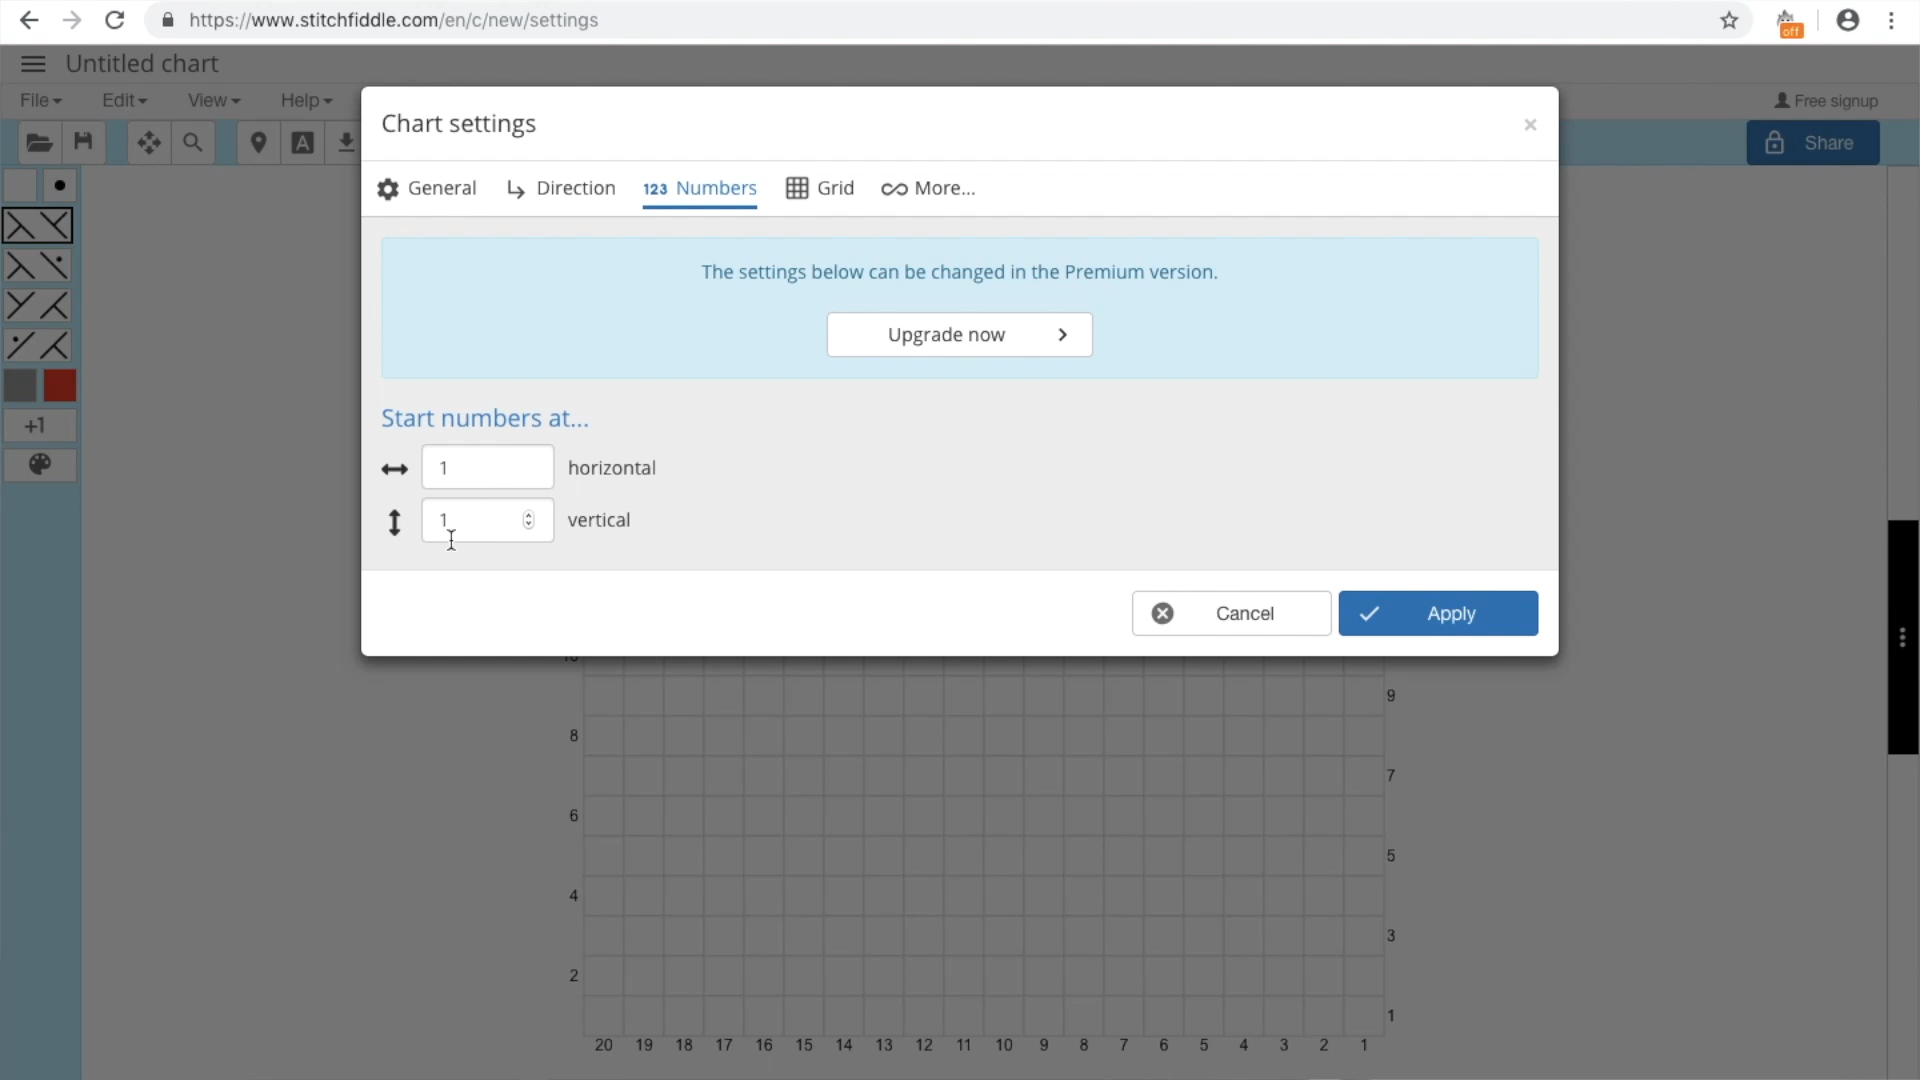 https://www.stitchfiddle.com/en/c/new/settings
off
Untitled chart
File Edit View Help
Free signup
A
Share
Chart settings
×
General Direction 123 Numbers Grid More...
The settings below can be changed in the Premium version.
Upgrade now
Start numbers at...
1 horizontal
1 vertical
Cancel Apply
+1
9
8
7
6
5
4
3
2
1
20 19 18 17 16 15 14 13 12 11 10 9 8 7 6 5 4 3 2 1